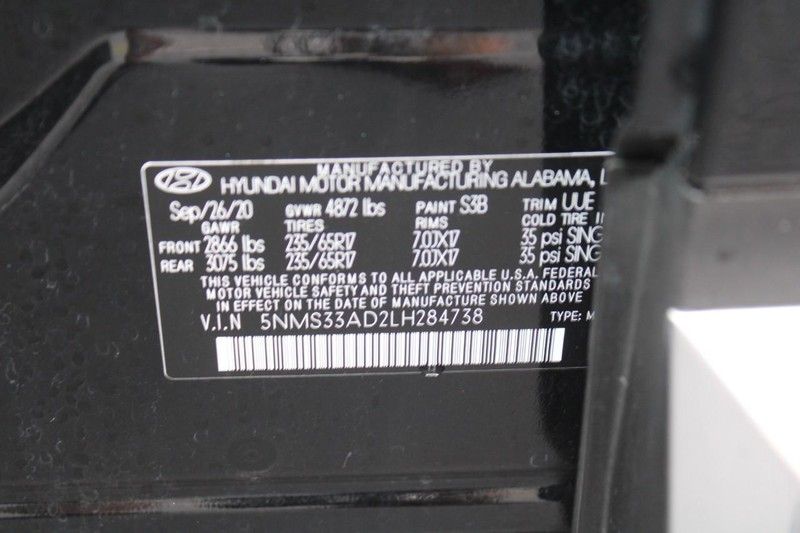 MANUFACTURED BY
HYUNDAI MOTOR MANUFACTURING ALABAMA, L
Sep/26/20 GVWR 4872 lbs PAINT S3B TRIM UUE
GAWR TIRES RIMS COLD TIRE IN
FRONT 2866 lbs 235/65R17 7.0JX17 35 psi SING
REAR 3075 lbs 235/65R17 7.0JX17 35 psi SING
THIS VEHICLE CONFORMS TO ALL APPLICABLE U.S.A. FEDERAL
MOTOR VEHICLE SAFETY AND THEFT PREVENTION STANDARDS
IN EFFECT ON THE DATE OF MANUFACTURE SHOWN ABOVE
V.I.N 5NMS33AD2LH284738 TYPE: M